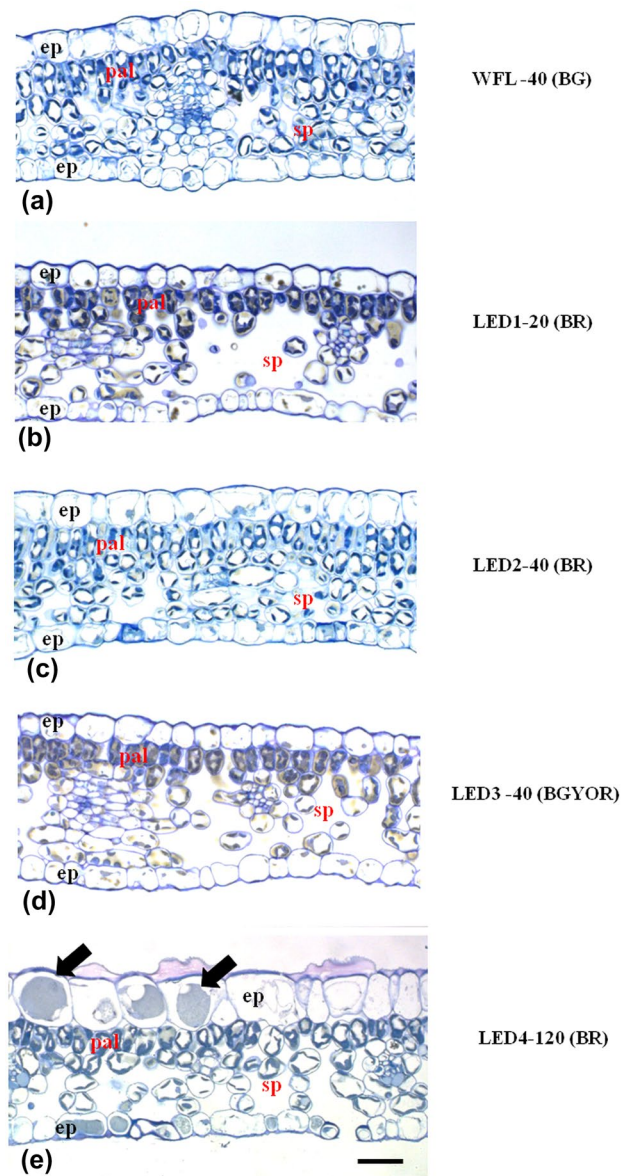 ep
pal
sp
ep
(a)
WFL-40 (BG)
ep
pal
sp
ep
(b)
LED1-20 (BR)
ep
pal
sp
ep
(c)
LED2-40 (BR)
ep
pal
sp
ep
(d)
LED3 -40 (BGYOR)
ep
pal
sp
ep
(e)
LED4-120 (BR)